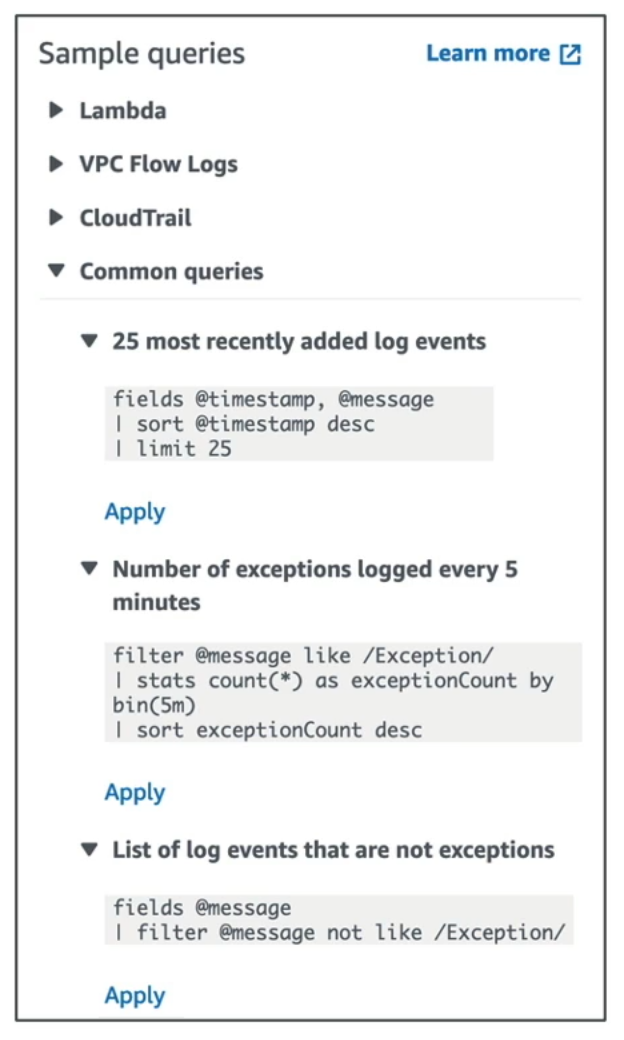 Sample queries
Learn more
Lambda
VPC Flow Logs
CloudTrail
Common queries
25 most recently added log events
fields @timestamp, @message
| sort @timestamp desc
| limit 25
Apply
Number of exceptions logged every 5
minutes
filter @message like /Exception/
| stats count(*) as exceptionCount by
bin(5m)
| sort exceptionCount desc
Apply
List of log events that are not exceptions
fields @message
| filter @message not like /Exception/
Apply